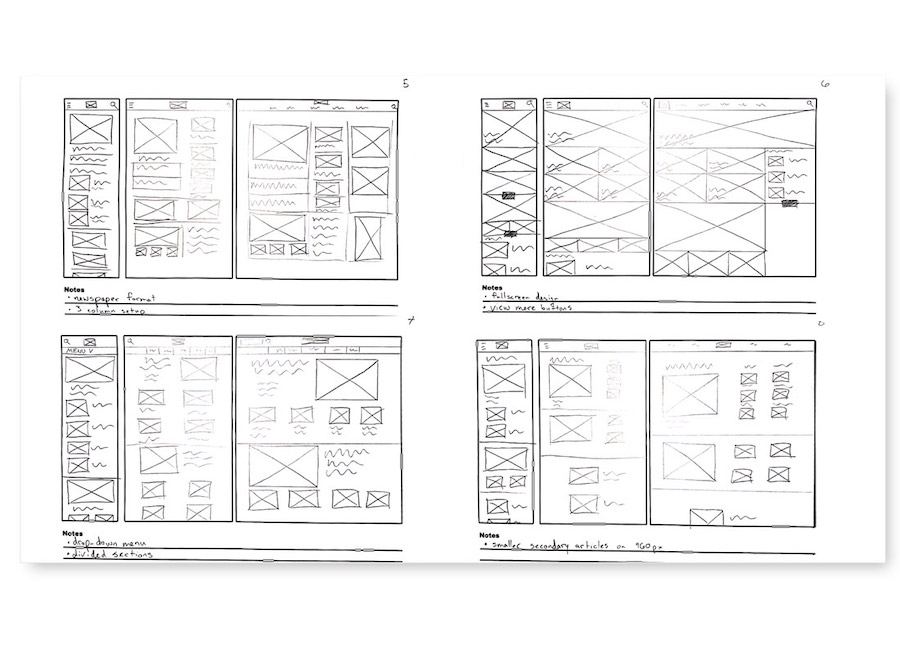 5
Notes
• newspaper format
• 3 column setup
6
Notes
• fullscreen design
• view more buttons
7
MENU V
Notes
• drop-down menu
• divided sections
Notes
• smaller secondary articles on 960px